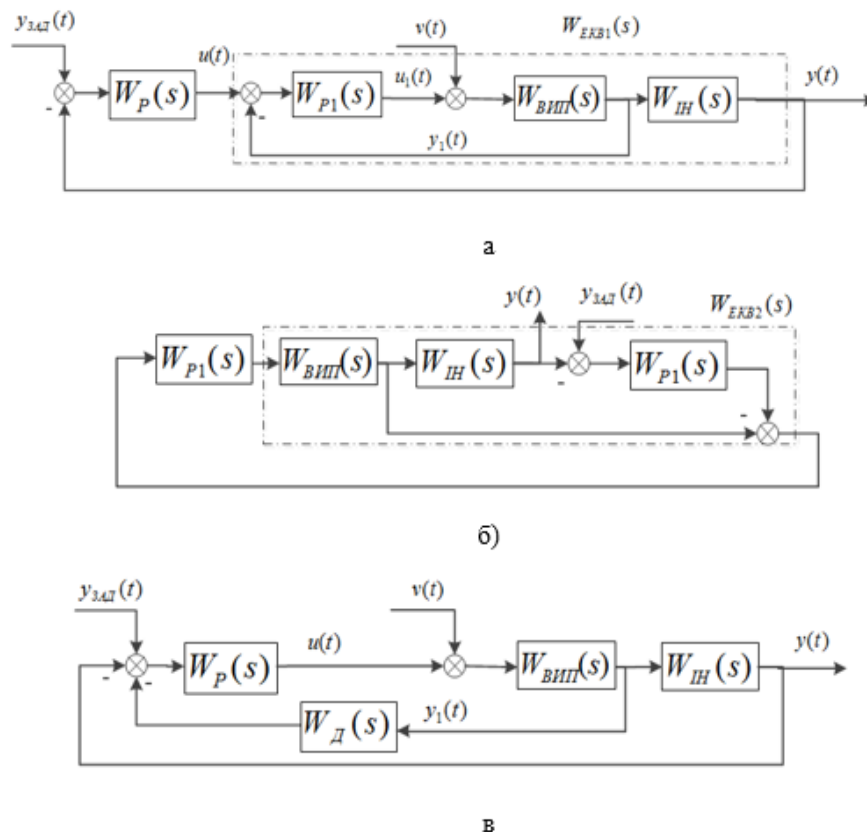 y_ЗАД(t)
v(t)
W_ЕКВ1(s)
u(t)
u_1(t)
y(t)
-
W_P(s)
-
W_P1(s)
W_ВИП(s)
W_IH(s)
y_1(t)
а
y(t)
y_ЗАД(t)
W_ЕКВ2(s)
W_P1(s)
W_ВИП(s)
W_IH(s)
-
W_P1(s)
-
б)
y_ЗАД(t)
v(t)
u(t)
y(t)
-
-
W_P(s)
W_ВИП(s)
W_IH(s)
W_Д(s)
y_1(t)
в